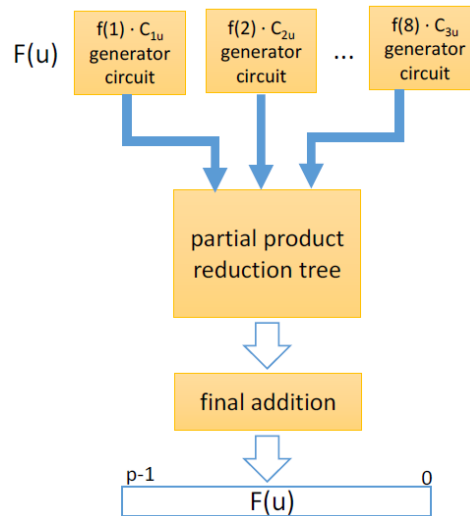 F(u)
f(1) · C1u
generator
circuit
f(2) · C2u
generator
circuit
...
f(8) · C3u
generator
circuit
partial product
reduction tree
final addition
p-1
0
F(u)